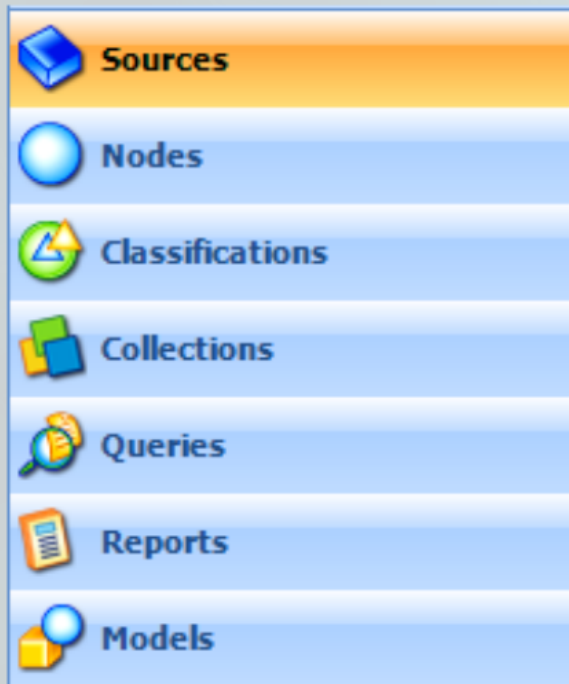 Sources
Nodes
Classifications
Collections
Queries
Reports
Models